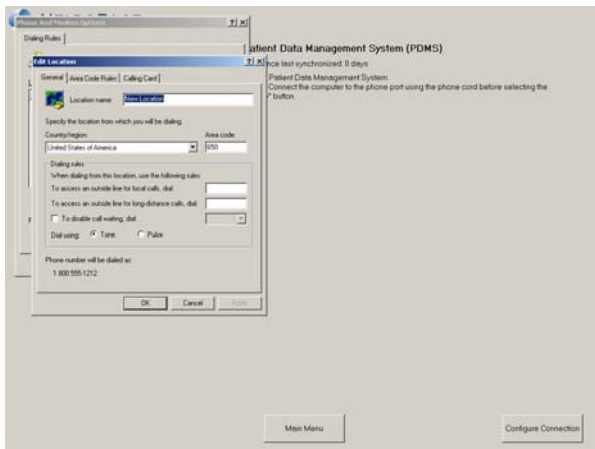 Phone And Modem Options
Dialing Rules
atient Data Management System (PDMS)
nce last synchronized: 0 days
Patient Data Management System
Connect the computer to the phone port using the phone cord before selecting the
" button
Edit Location
General
Area Code Rules
Calling Card
Location name:
New Location
Specify the location from which you will be dialing.
Country/region:
Area code:
United States of America
650
Dialing rules
When dialing from this location, use the following rules:
To access an outside line for local calls, dial:
To access an outside line for long-distance calls, dial:
To disable call waiting, dial:
Dial using:
Tone
Pulse
Phone number will be dialed as:
1 800 555-1212
OK
Cancel
Apply
Main Menu
Configure Connection